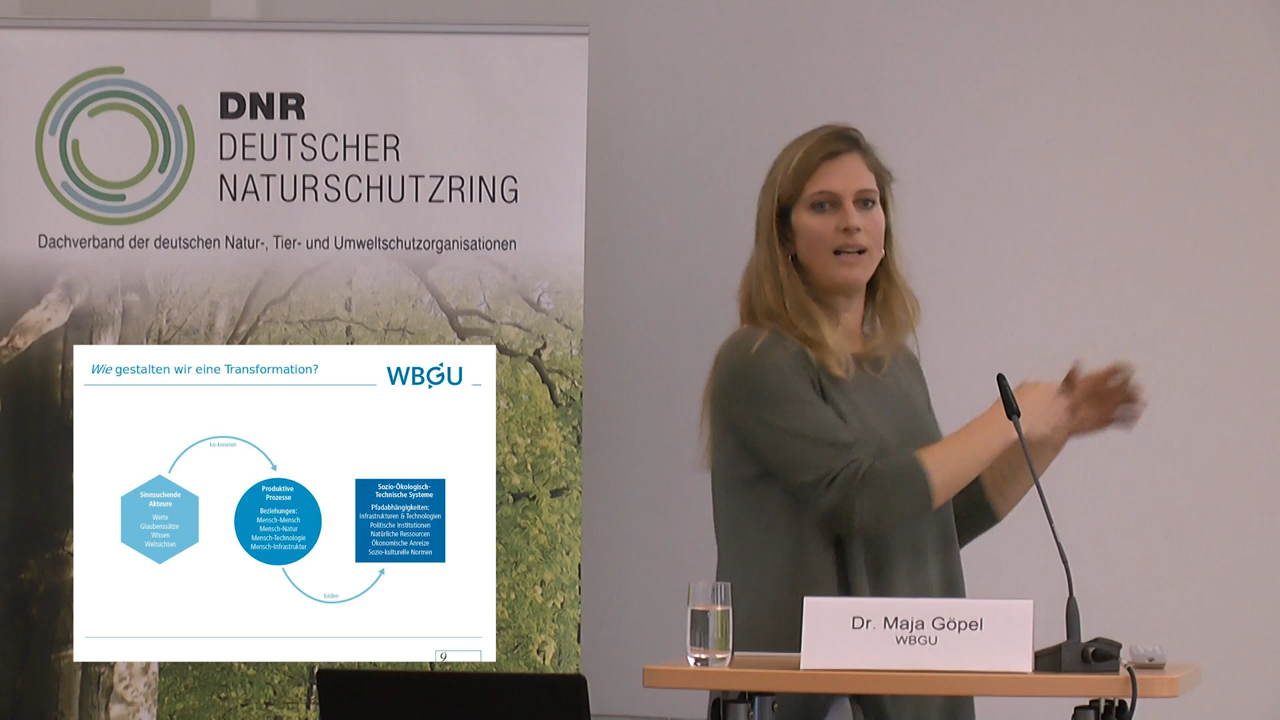 DNR
DEUTSCHER
NATURSCHUTZRING
Dachverband der deutschen Natur-, Tier- und Umweltschutzorganisationen
Wie gestalten wir eine Transformation?
WBGU
ko-kreieren
Sinnsuchende
Akteure
Werte
Glaubenssätze
Wissen
Weltsichten
Produktive
Prozesse
Beziehungen:
Mensch-Mensch
Mensch-Natur
Mensch-Technologie
Mensch-Infrastruktur
Sozio-Ökologisch-
Technische Systeme
Pfadabhängigkeiten:
Infrastrukturen & Technologien
Politische Institutionen
Natürliche Ressourcen
Ökonomische Anreize
Sozio-kulturelle Normen
bilden
9
Dr. Maja Göpel
WBGU